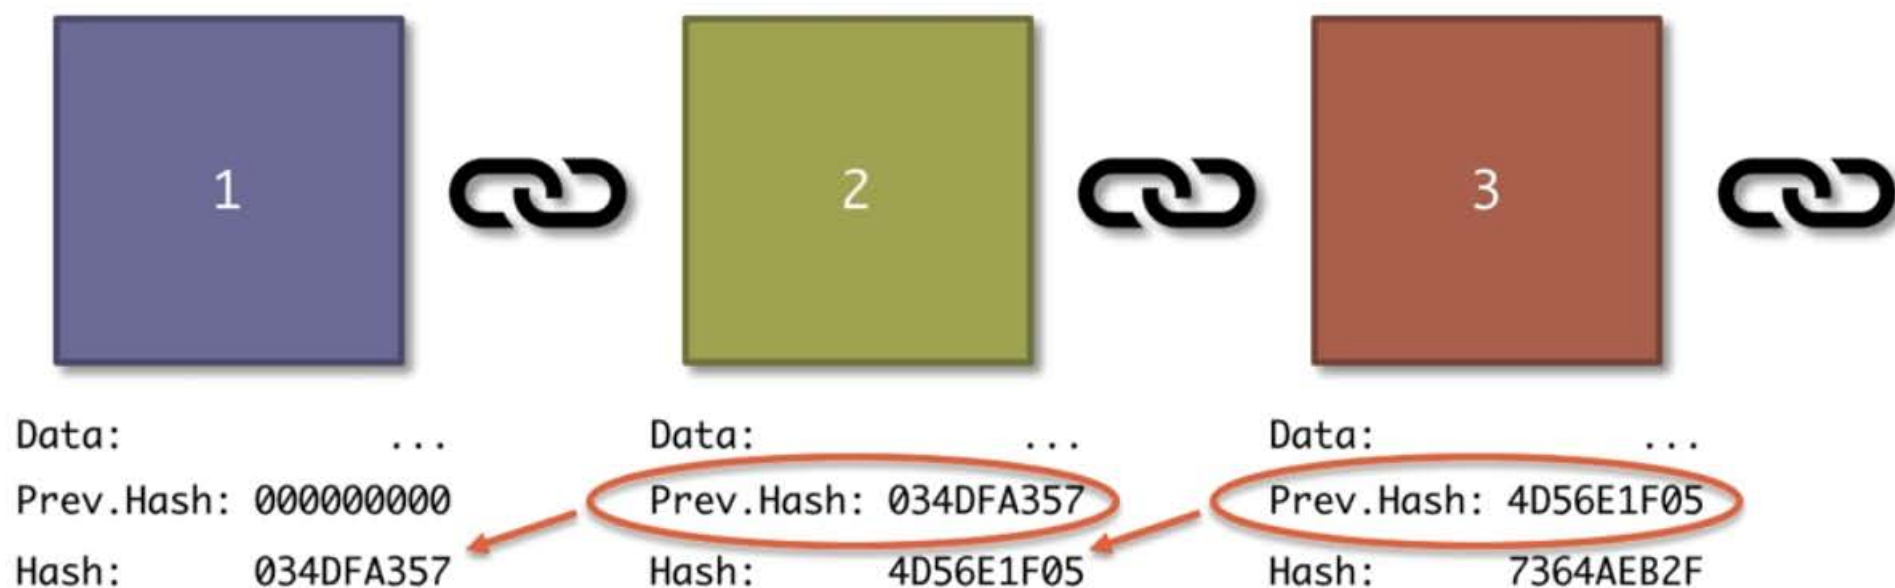 1
2
3
Data: ...
Prev.Hash: 000000000
Hash: 034DFA357
Data: ...
Prev.Hash: 034DFA357
Hash: 4D56E1F05
Data: ...
Prev.Hash: 4D56E1F05
Hash: 7364AEB2F